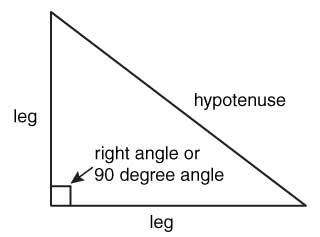 hypotenuse
leg
right angle or
90 degree angle
leg